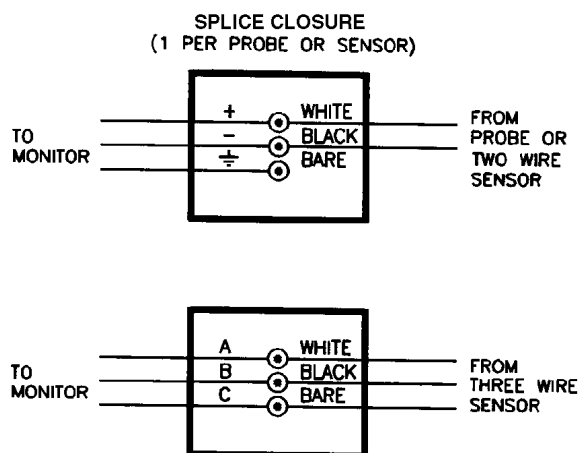 SPLICE CLOSURE
(1 PER PROBE OR SENSOR)
TO
MONITOR
+
−
⏚
WHITE
BLACK
BARE
FROM
PROBE OR
TWO WIRE
SENSOR
TO
MONITOR
A
B
C
WHITE
BLACK
BARE
FROM
THREE WIRE
SENSOR